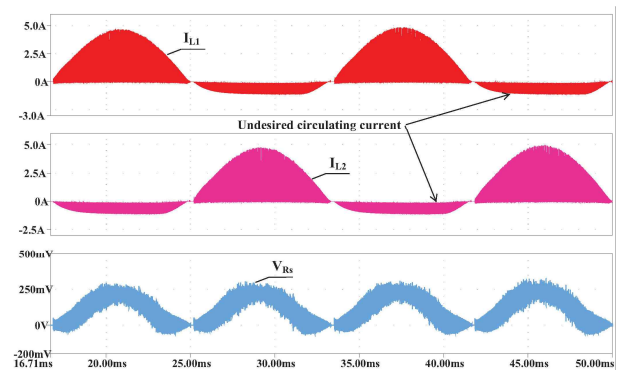 5.0A
I_L1
2.5A
0A
-3.0A
Undesired circulating current
5.0A
I_L2
2.5A
0A
-2.5A
500mV
V_Rs
250mV
0V
-200mV
16.71ms 20.00ms 25.00ms 30.00ms 35.00ms 40.00ms 45.00ms 50.00ms